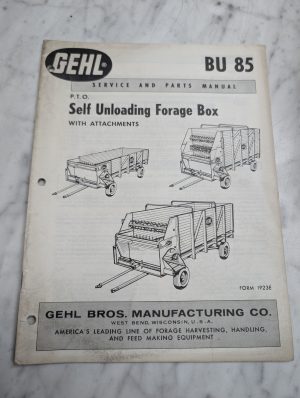 GEHL
BU 85
SERVICE AND PARTS MANUAL
P.T.O.
Self Unloading Forage Box
WITH ATTACHMENTS
FORM 1923E
GEHL BROS. MANUFACTURING CO.
WEST BEND, WISCONSIN, U.S.A.
AMERICA'S LEADING LINE OF FORAGE HARVESTING, HANDLING,
AND FEED MAKING EQUIPMENT